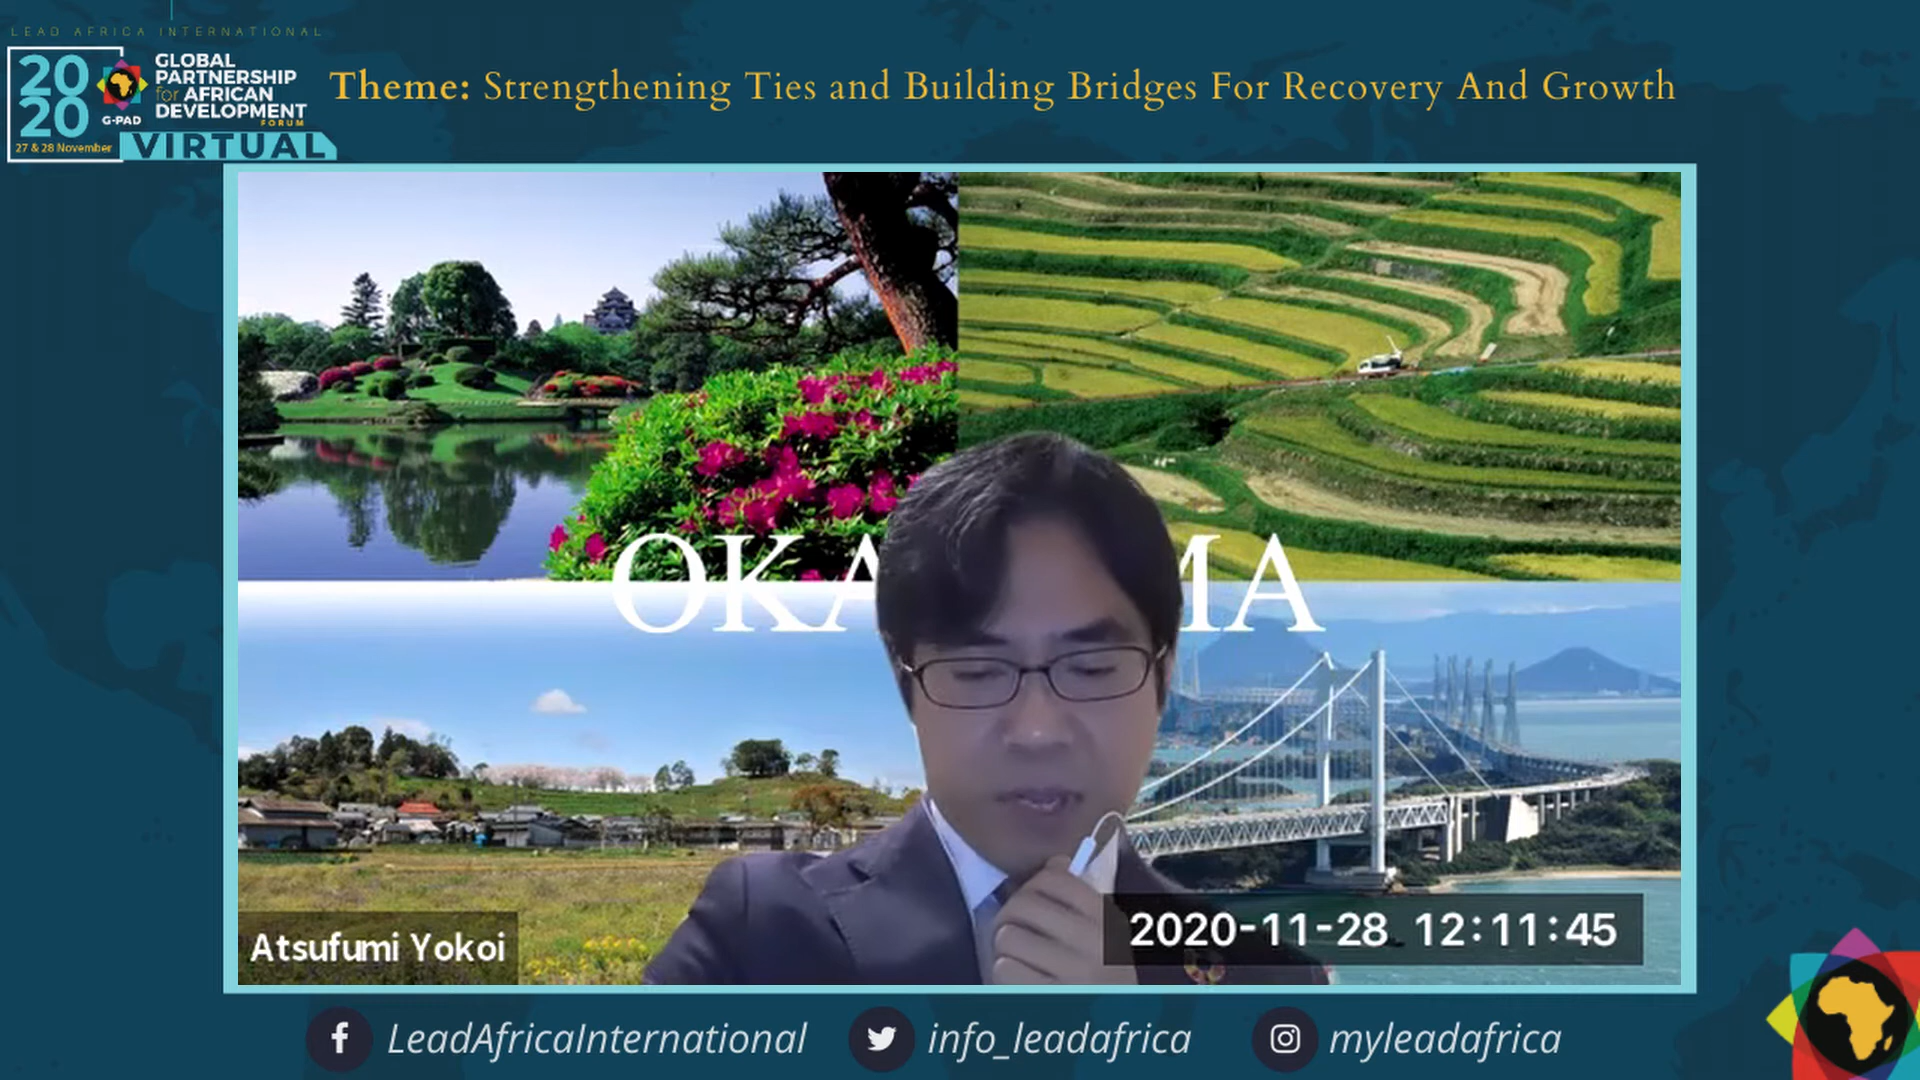 LEAD AFRICA INTERNATIONAL
2020
GLOBAL
PARTNERSHIP
for AFRICAN
DEVELOPMENT
FORUM
G-PAD
27 & 28 November
VIRTUAL
Theme: Strengthening Ties and Building Bridges For Recovery And Growth
OKA MA
Atsufumi Yokoi
2020-11-28 12:11:45
LeadAfricaInternational
info_leadafrica
myleadafrica